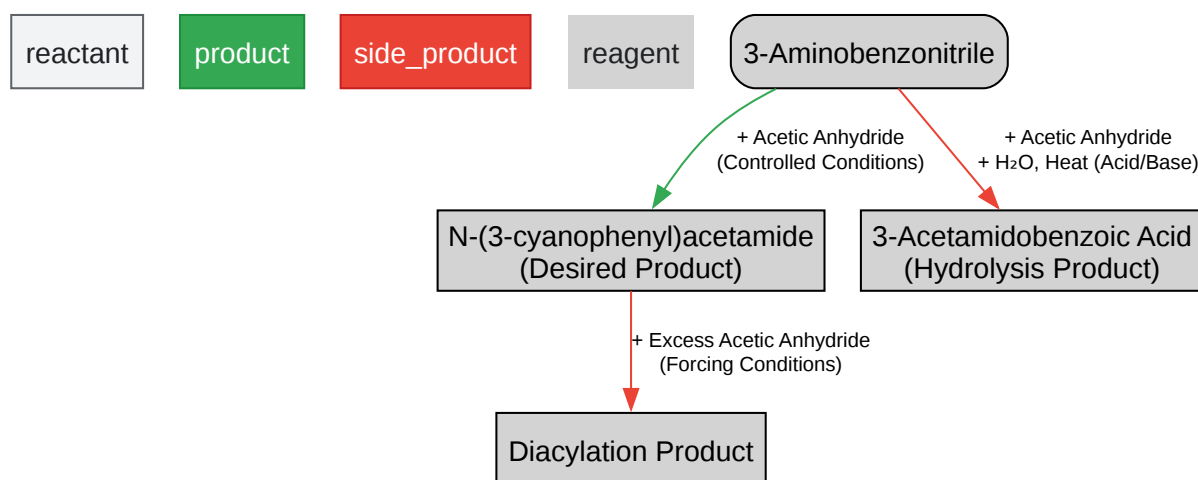 reactant
product
side_product
reagent
3-Aminobenzonitrile
+ Acetic Anhydride
(Controlled Conditions)
+ Acetic Anhydride
+ H₂O, Heat (Acid/Base)
N-(3-cyanophenyl)acetamide
(Desired Product)
3-Acetamidobenzoic Acid
(Hydrolysis Product)
+ Excess Acetic Anhydride
(Forcing Conditions)
Diacylation Product